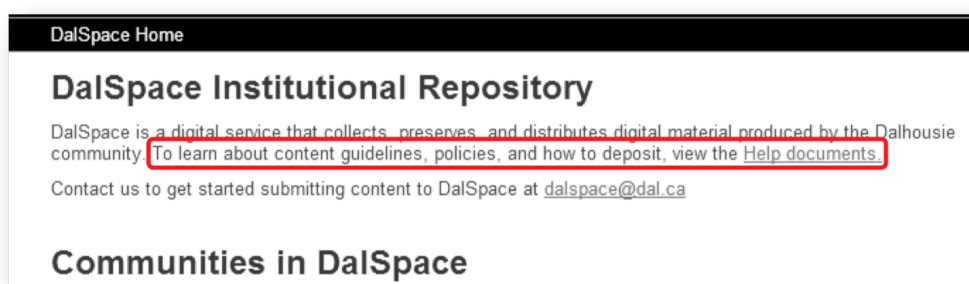 DalSpace Home
DalSpace Institutional Repository
DalSpace is a digital service that collects, preserves, and distributes digital material produced by the Dalhousie
community. To learn about content guidelines, policies, and how to deposit, view the Help documents.
Contact us to get started submitting content to DalSpace at dalspace@dal.ca
Communities in DalSpace